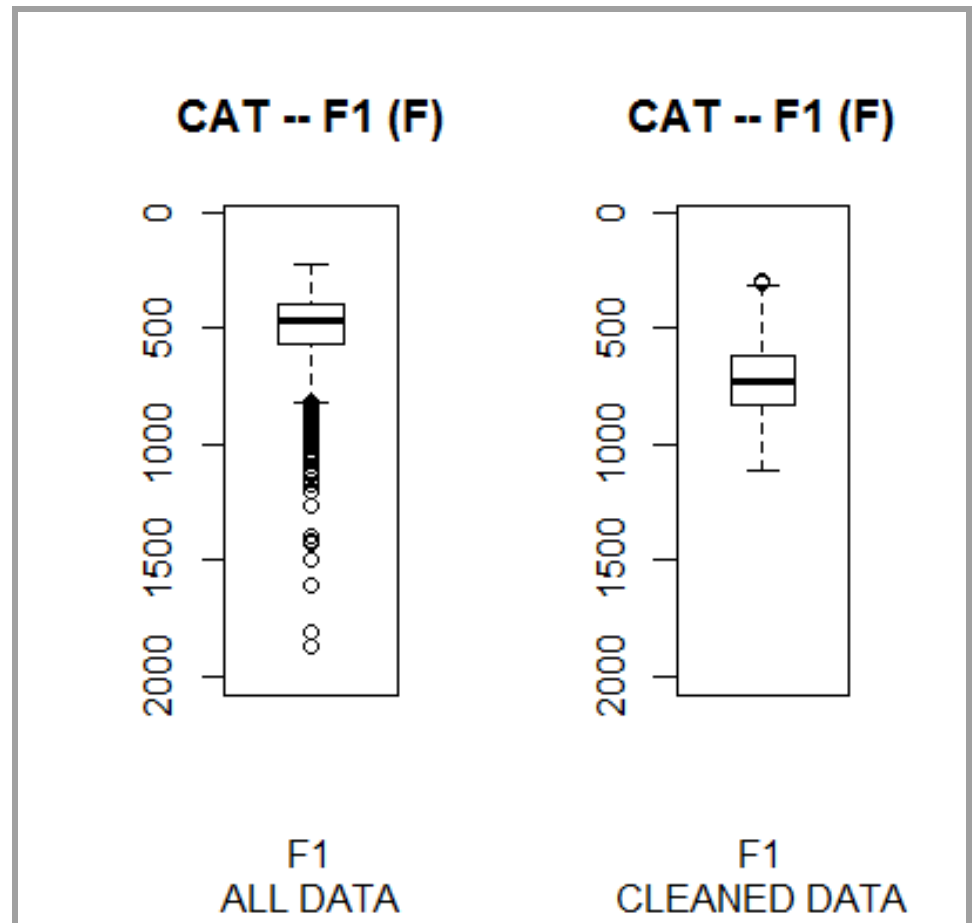 CAT -- F1 (F)
0
500
1000
1500
2000
F1
ALL DATA
CAT -- F1 (F)
0
500
1000
1500
2000
F1
CLEANED DATA